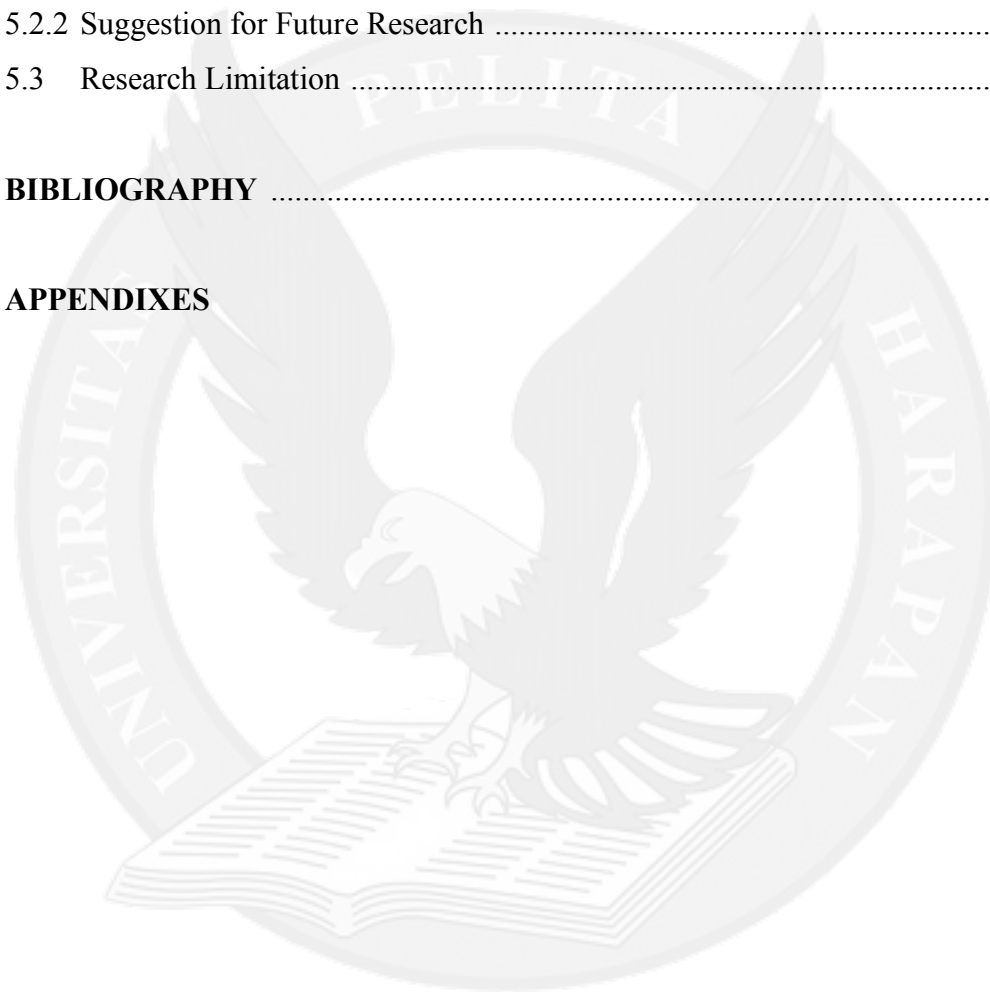 5.2.2 Suggestion for Future Research ....................................................................................
5.3 Research Limitation ............................................................................................................
BIBLIOGRAPHY ..........................................................................................................................
APPENDIXES
UNIVERSITAS PELITA HARAPAN